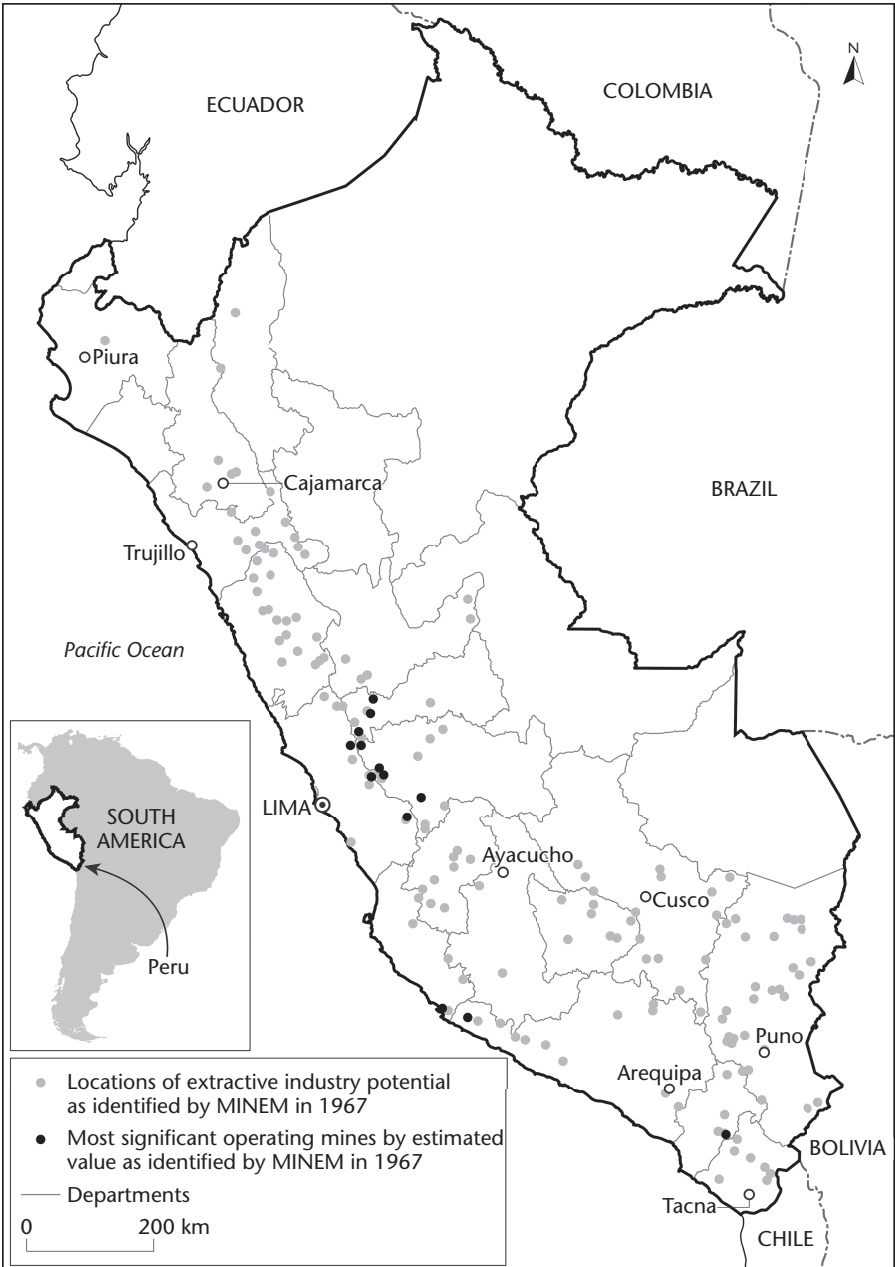 N
ECUADOR
COLOMBIA
Piura
Cajamarca
BRAZIL
Trujillo
Pacific Ocean
LIMA
SOUTH
AMERICA
Peru
Ayacucho
Cusco
Puno
Arequipa
BOLIVIA
Tacna
CHILE
Locations of extractive industry potential
as identified by MINEM in 1967
Most significant operating mines by estimated
value as identified by MINEM in 1967
Departments
0 200 km